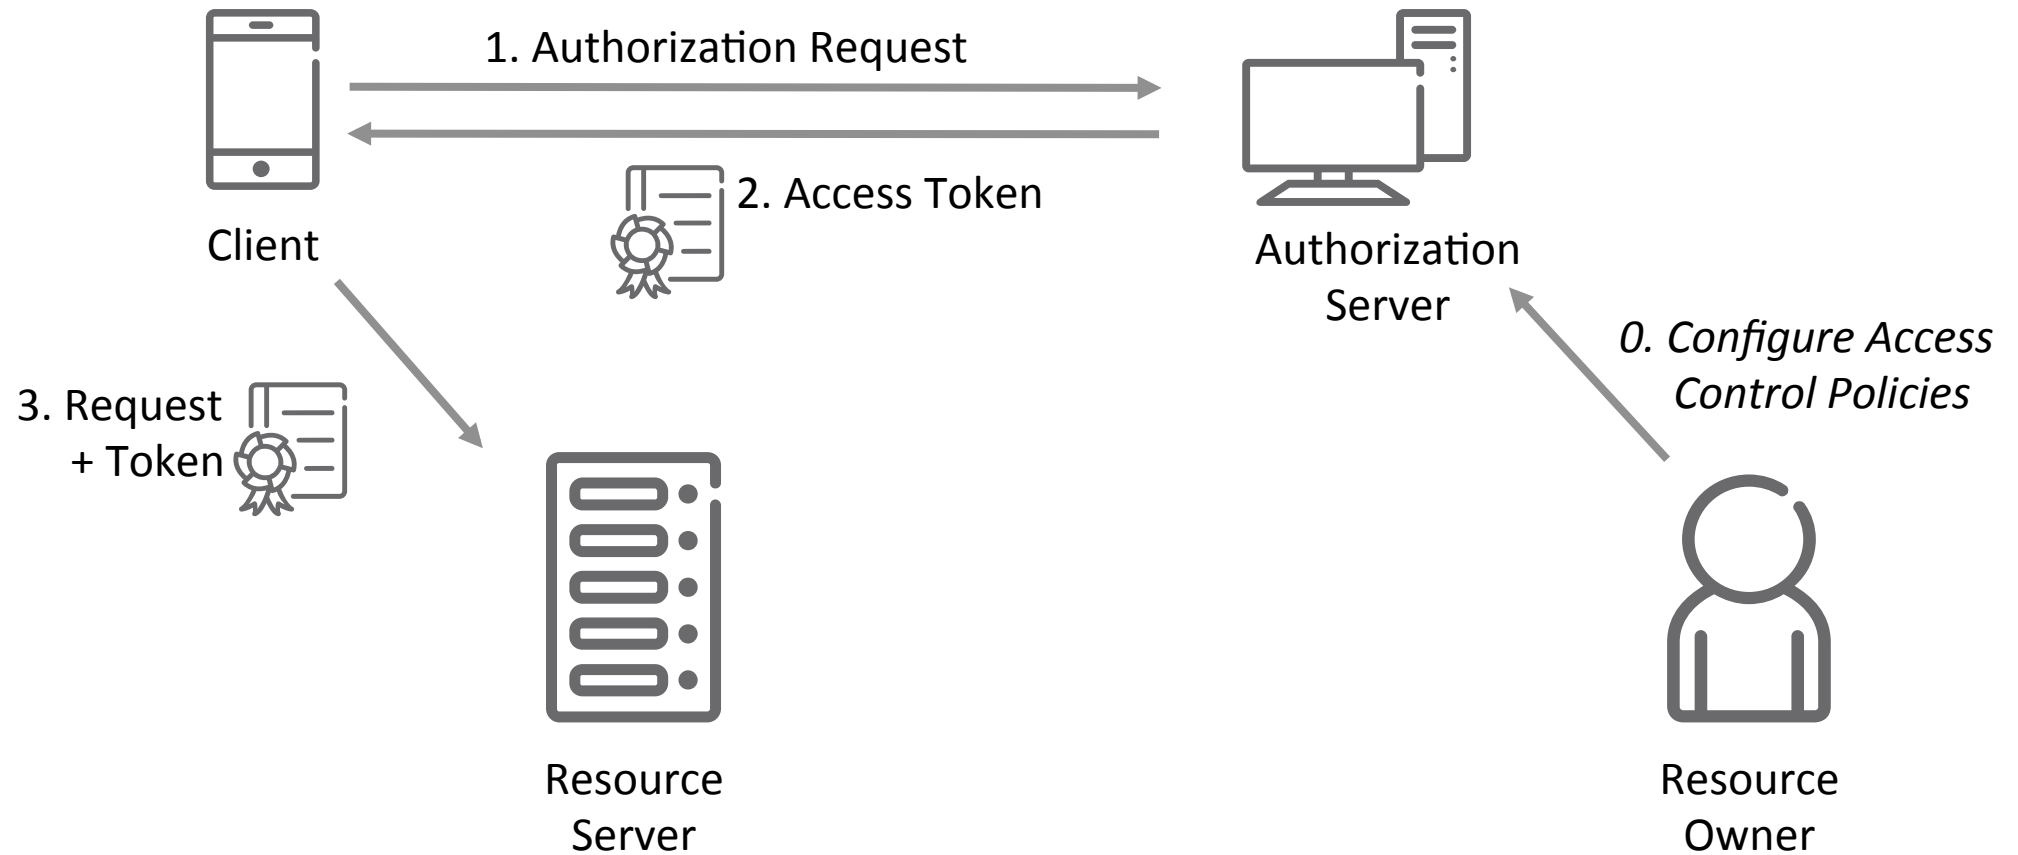 1. Authorization Request
2. Access Token
Client
Authorization
Server
0. Configure Access
Control Policies
3. Request
+ Token
Resource
Server
Resource
Owner